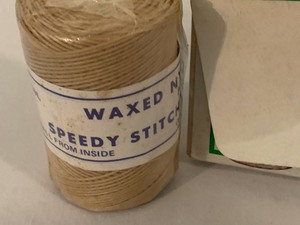 WAXED N
SPEEDY STITCH
FROM INSIDE